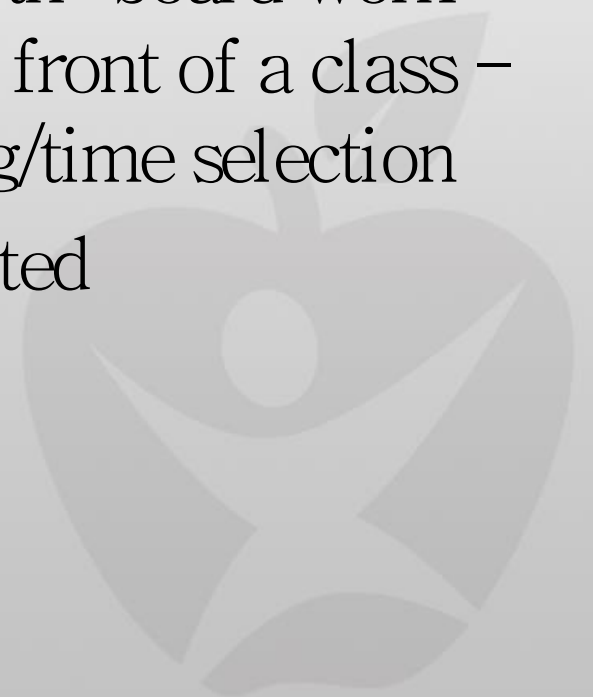 front of a class –
g/time selection
ted